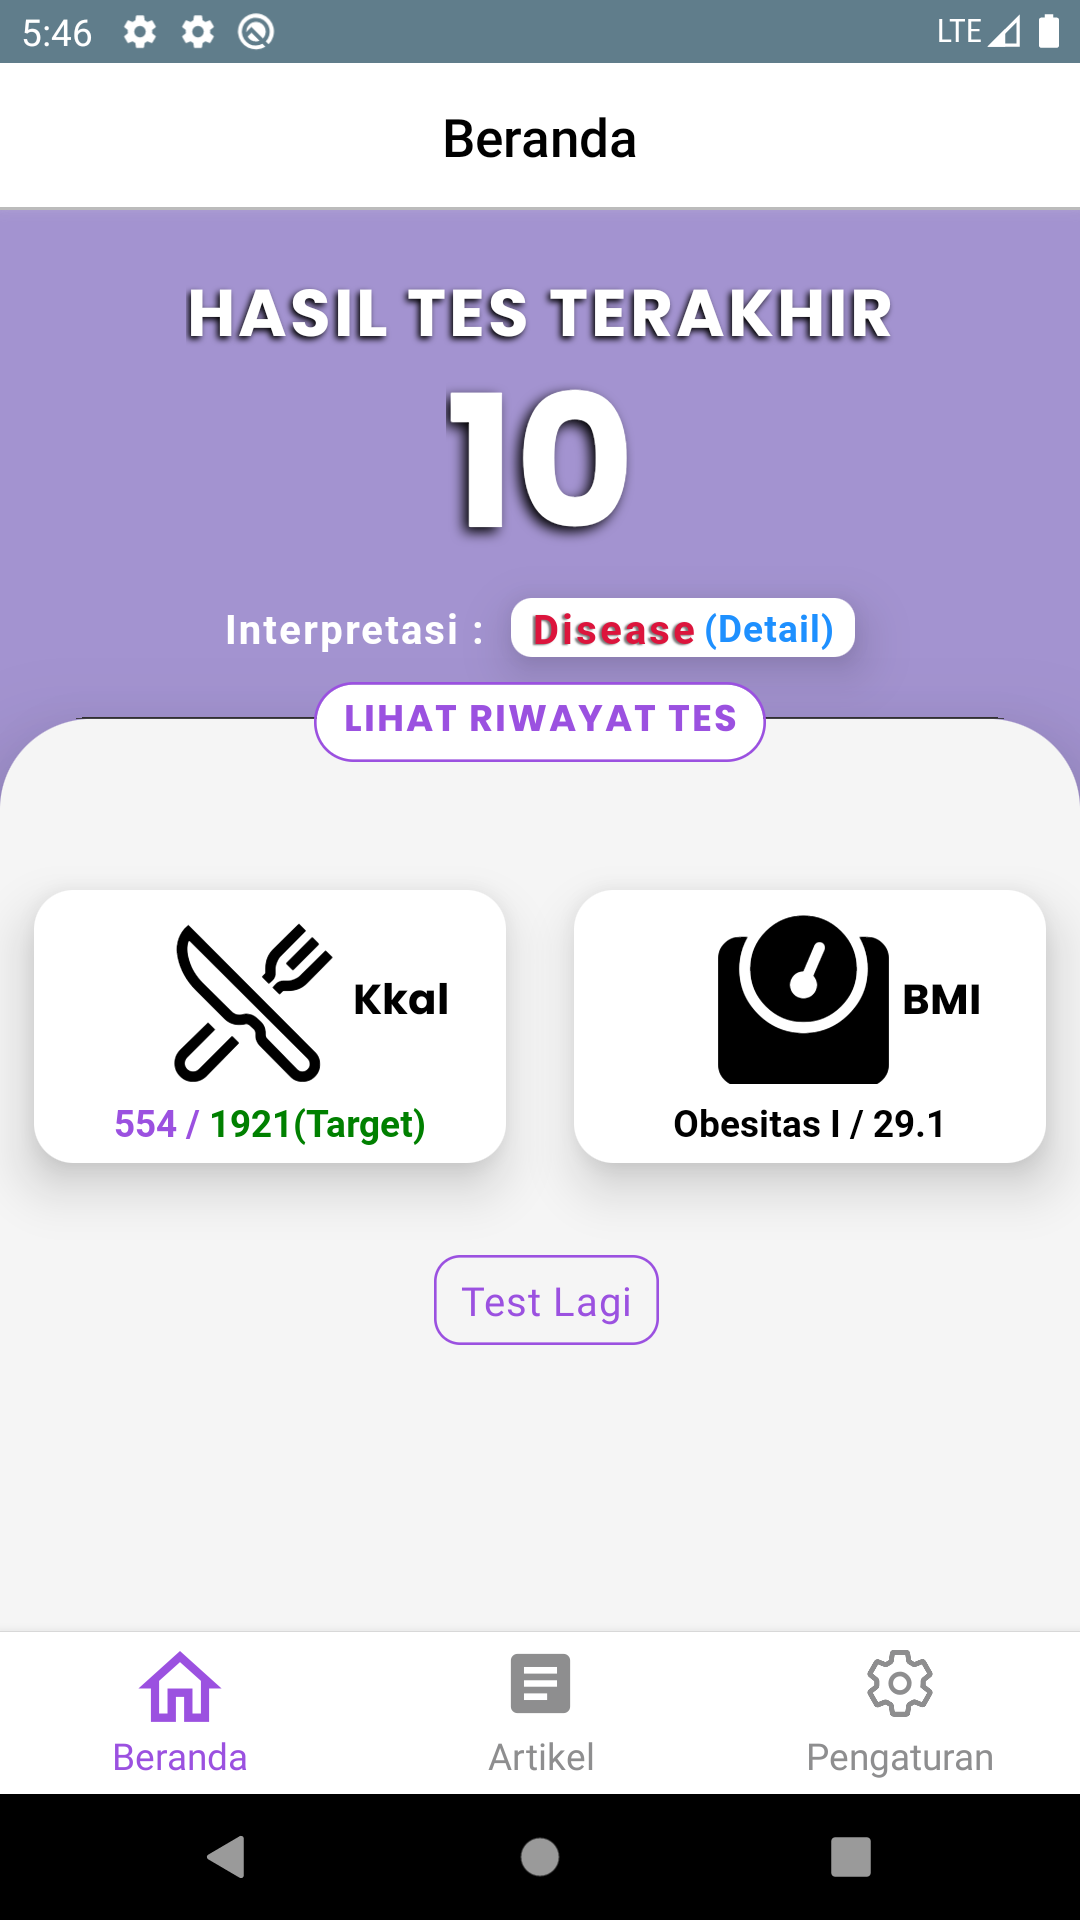 5:46 LTE
Beranda
HASIL TES TERAKHIR
10
Interpretasi : Disease (Detail)
LIHAT RIWAYAT TES
Kkal
554 / 1921(Target)
BMI
Obesitas I / 29.1
Test Lagi
Beranda Artikel Pengaturan